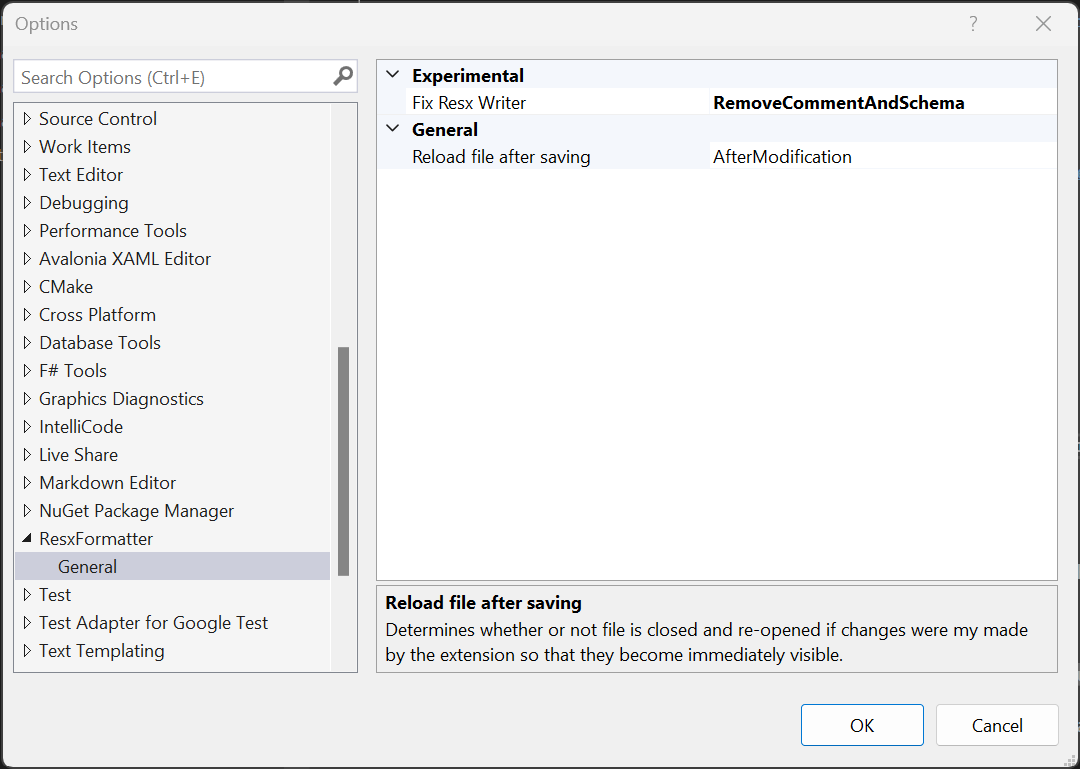 Options
Search Options (Ctrl+E)
Source Control
Work Items
Text Editor
Debugging
Performance Tools
Avalonia XAML Editor
CMake
Cross Platform
Database Tools
F# Tools
Graphics Diagnostics
IntelliCode
Live Share
Markdown Editor
NuGet Package Manager
ResxFormatter
General
Test
Test Adapter for Google Test
Text Templating
Experimental
Fix Resx Writer RemoveCommentAndSchema
General
Reload file after saving AfterModification
Reload file after saving
Determines whether or not file is closed and re-opened if changes were my made
by the extension so that they become immediately visible.
OK Cancel